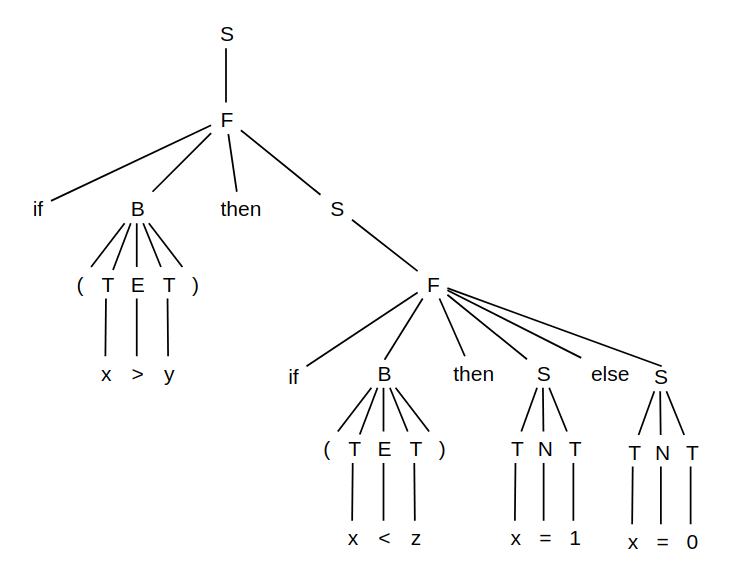 S
F
if B then S
( T E T )
F
x > y
if B then S else S
( T E T ) T N T T N T
x < z x = 1 x = 0